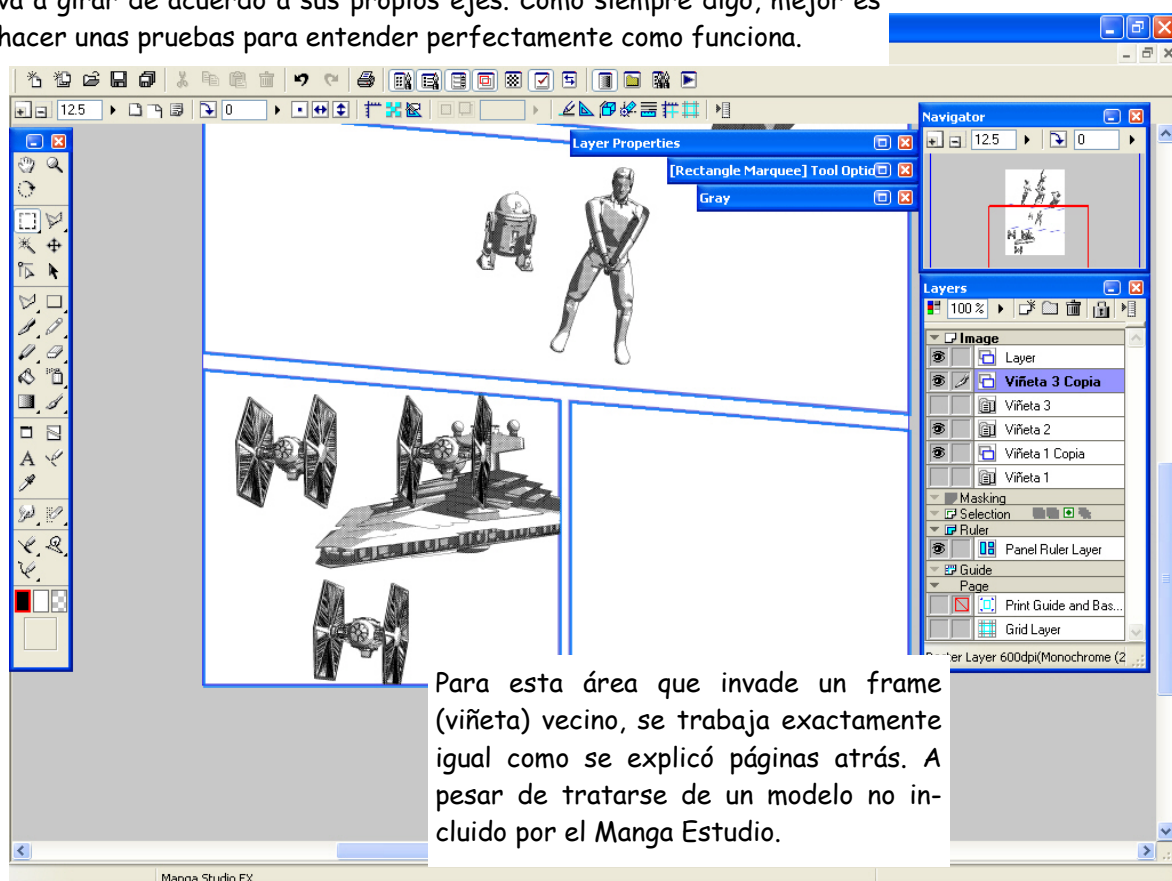 va a girar de acuerdo a sus propios ejes. Como siempre digo, mejor es
hacer unas pruebas para entender perfectamente como funciona.
12.5
0
Layer Properties
[Rectangle Marquee] Tool Optio
Gray
Navigator
12.5
0
Layers
100 %
Image
Layer
Viñeta 3 Copia
Viñeta 3
Viñeta 2
Viñeta 1 Copia
Viñeta 1
Masking
Selection
Ruler
Panel Ruler Layer
Guide
Page
Print Guide and Bas...
Grid Layer
er Layer 600dpi(Monochrome (2
Para esta área que invade un frame
(viñeta) vecino, se trabaja exactamente
igual como se explicó páginas atrás. A
pesar de tratarse de un modelo no in-
cluido por el Manga Estudio.
Manga Studio EX